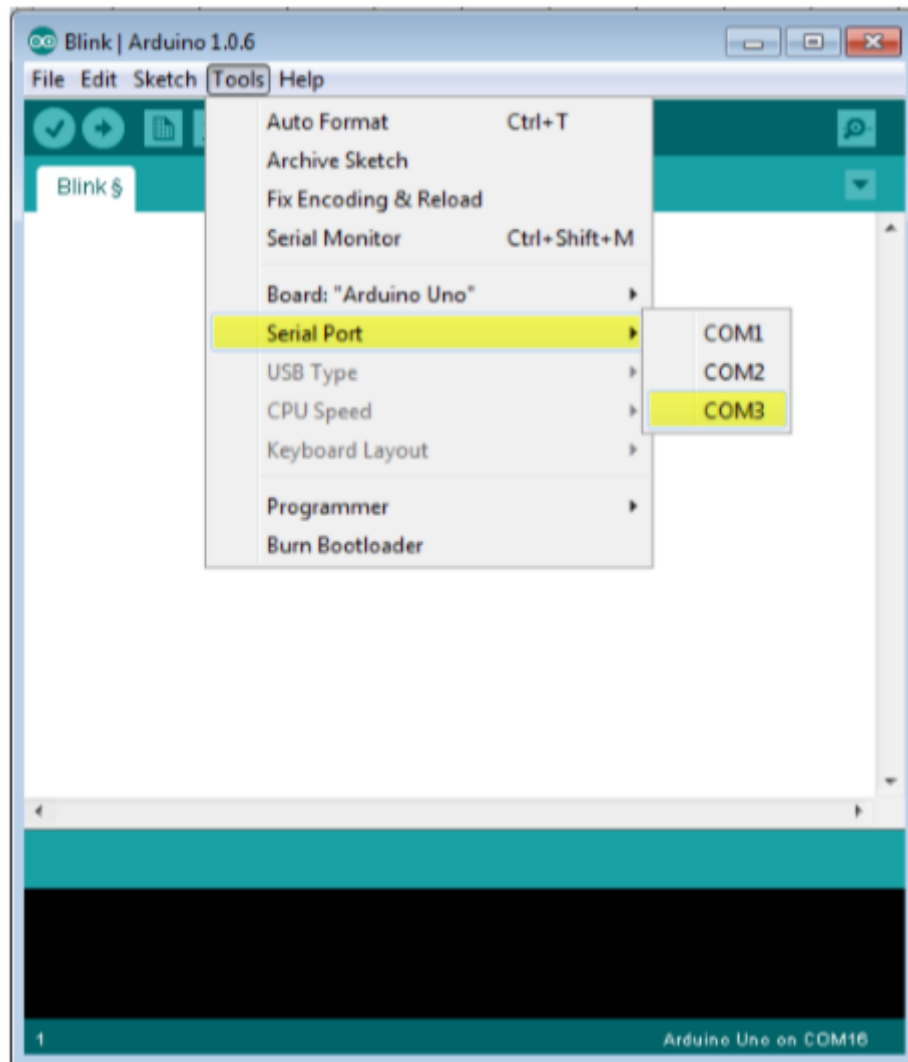 Blink | Arduino 1.0.6
File Edit Sketch Tools Help
Auto Format Ctrl+T
Archive Sketch
Blink §
Fix Encoding & Reload
Serial Monitor Ctrl+Shift+M
Board: "Arduino Uno"
Serial Port
COM1
USB Type
COM2
CPU Speed
COM3
Keyboard Layout
Programmer
Burn Bootloader
1 Arduino Uno on COM16